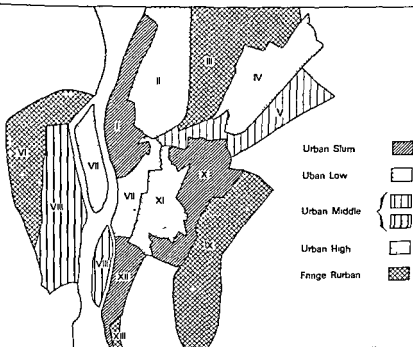 II
III
IV
V
I
VI
VII
VIII
VII
XI
X
IX
VIII
XII
XIII
Urban Slum
Uban Low
Urban Middle
Urban High
Fringe Rurban